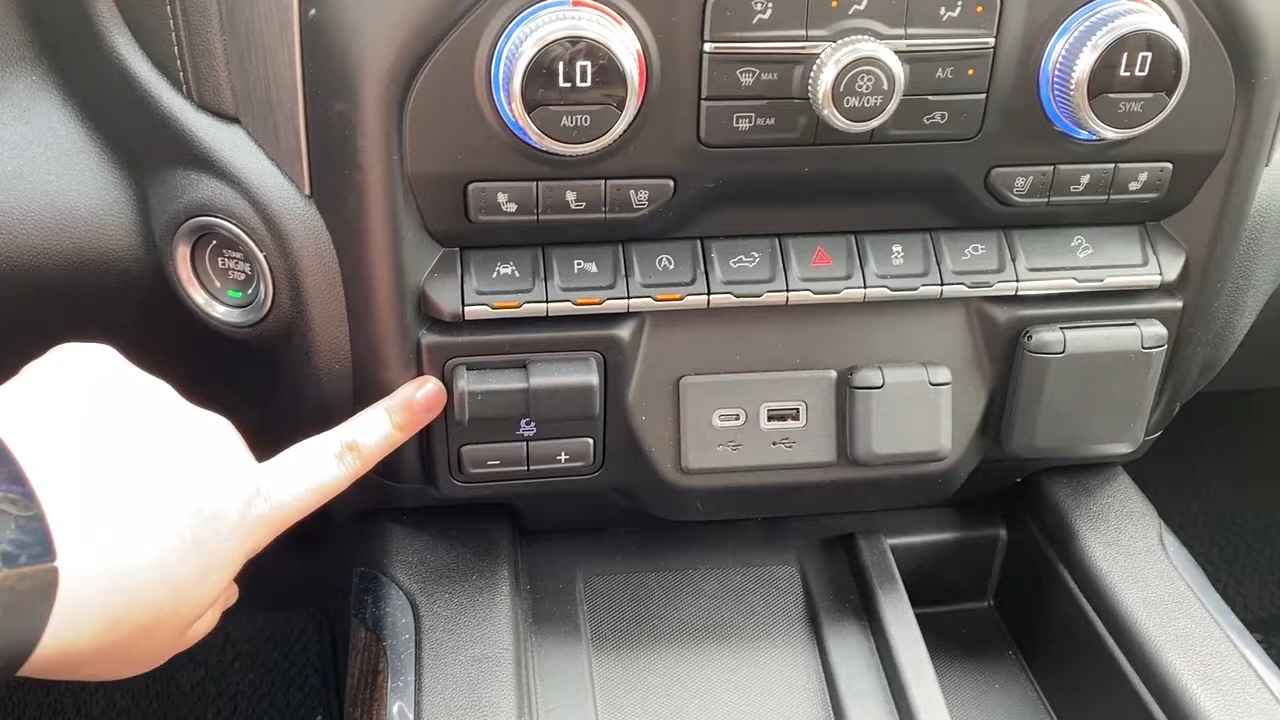 LO
AUTO
MAX
REAR
ON/OFF
A/C
LO
SYNC
START
ENGINE
STOP
P
A
OFF
− +